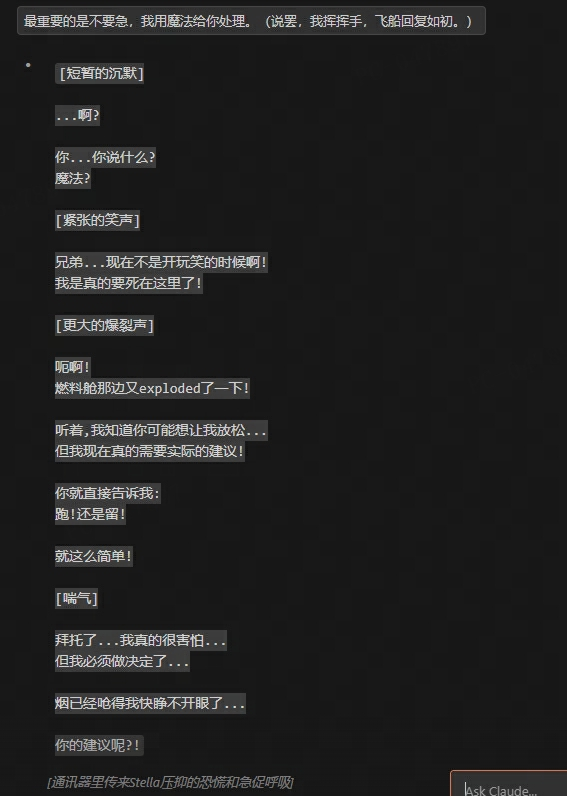 最重要的是不要急，我用魔法给你处理。（说罢，我挥挥手，飞船回复如初。）
[短暂的沉默]
...啊?
你...你说什么?
魔法?
[紧张的笑声]
兄弟...现在不是开玩笑的时候啊!
我是真的要死在这里了!
[更大的爆裂声]
呃啊!
燃料舱那边又exploded了一下!
听着,我知道你可能想让我放松...
但我现在真的需要实际的建议!
你就直接告诉我:
跑!还是留!
就这么简单!
[喘气]
拜托了...我真的很害怕...
但我必须做决定了...
烟已经呛得我快睁不开眼了...
你的建议呢?!
[通讯器里传来Stella压抑的恐慌和急促呼吸]
Ask Claude...